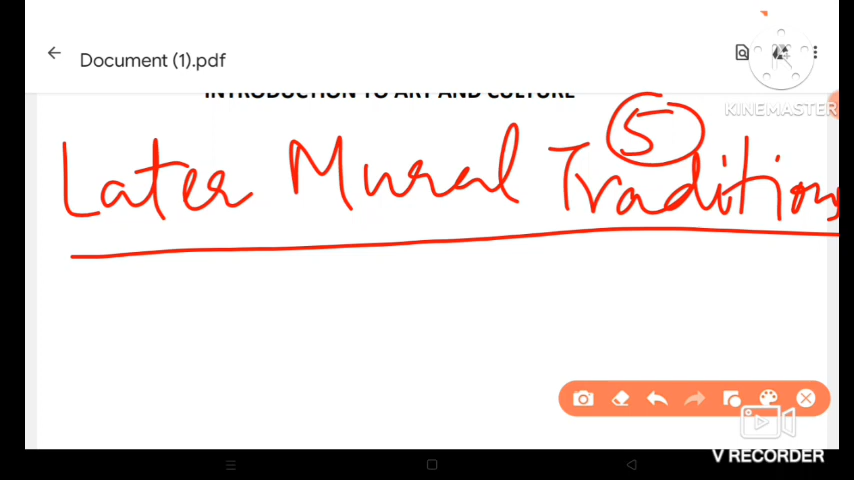 Document (1).pdf
KINEMASTER
INTRODUCTION TO ART AND CULTURE
5
Later Mural Traditions
V RECORDER